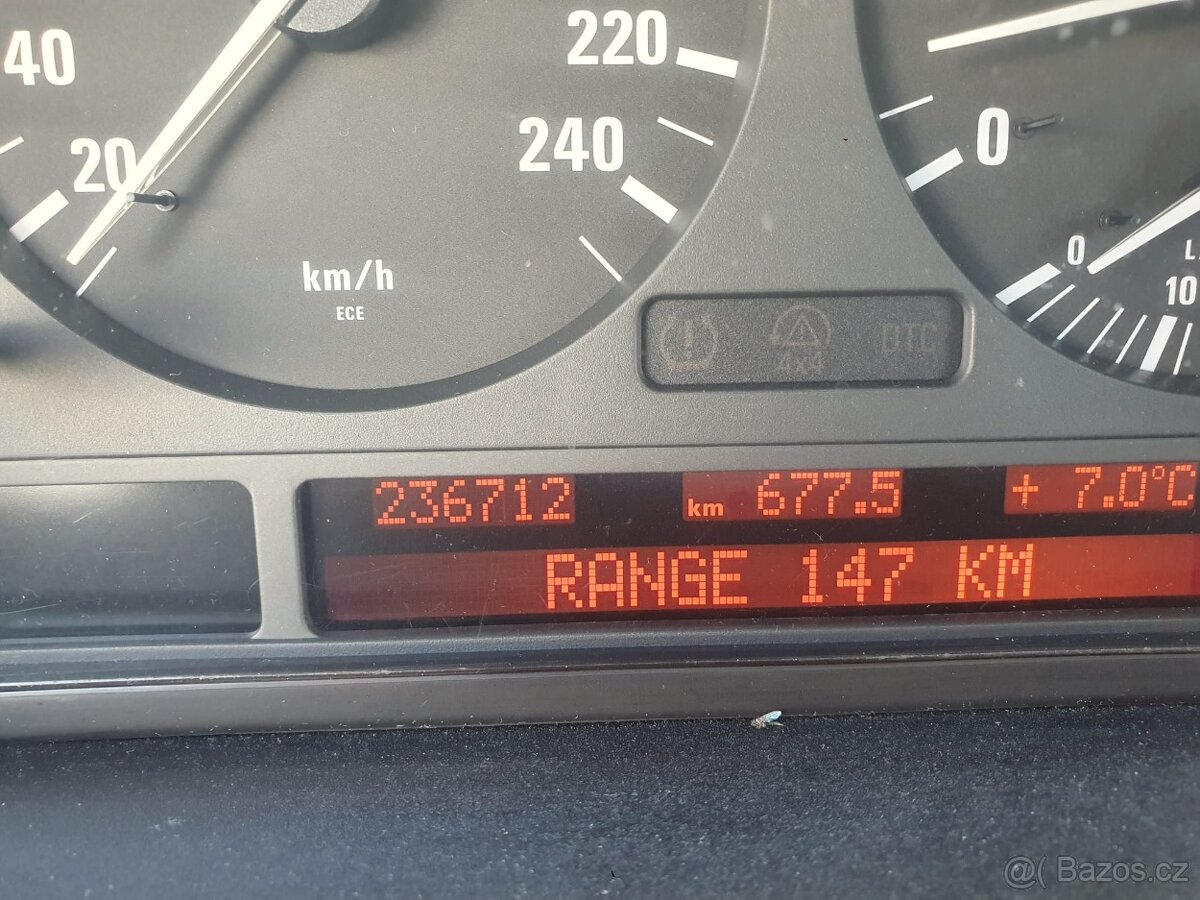 40
20
220
240
km/h
ECE
0
0
10
4x4
DTC
236712
km 677.5
+ 7.0°C
RANGE 147 KM
@( Bazos.cz